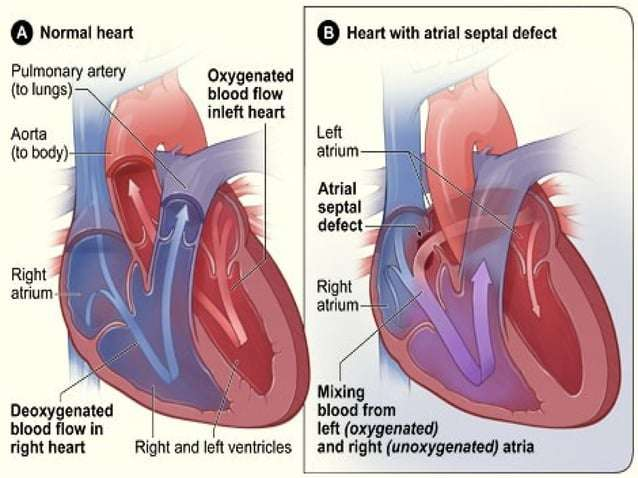 A Normal heart
Pulmonary artery
(to lungs)
Aorta
(to body)
Oxygenated
blood flow
inleft heart
Right
atrium
Deoxygenated
blood flow in
right heart
Right and left ventricles
B Heart with atrial septal defect
Left
atrium
Atrial
septal
defect
Right
atrium
Mixing
blood from
left (oxygenated)
and right (unoxygenated) atria